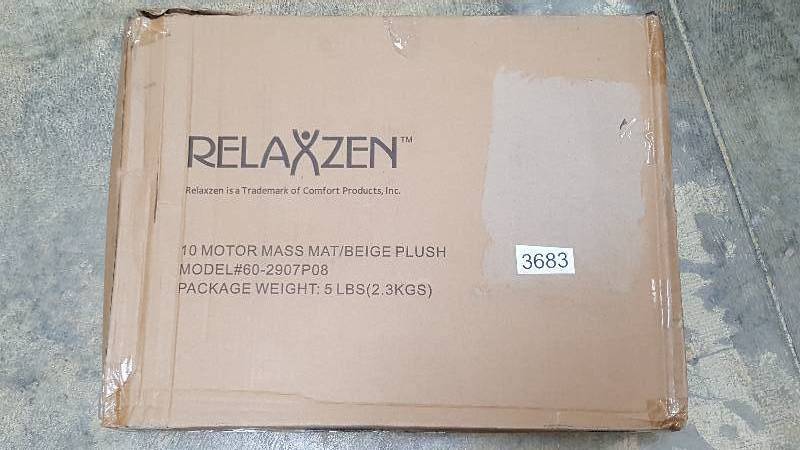 RELAXZEN™
Relaxzen is a Trademark of Comfort Products, Inc.
10 MOTOR MASS MAT/BEIGE PLUSH
MODEL#60-2907P08
PACKAGE WEIGHT: 5 LBS(2.3KGS)
3683